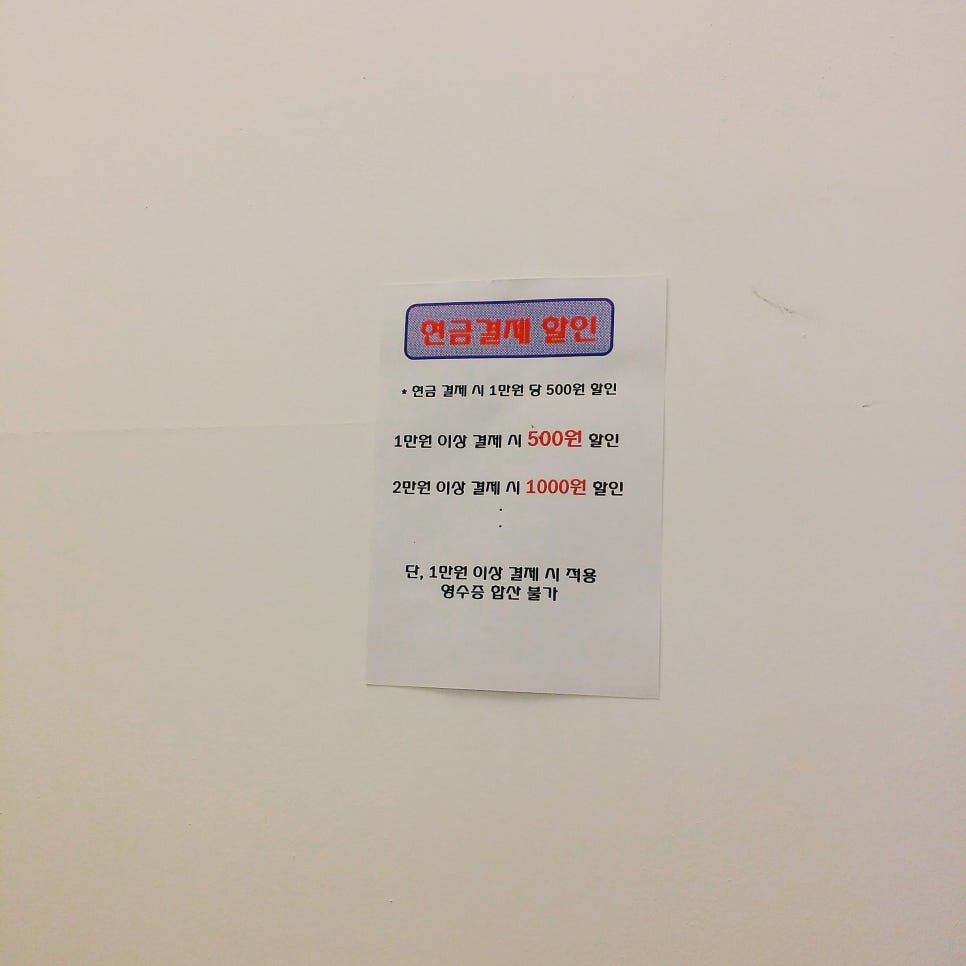 현금결제 할인
* 현금 결제 시 1만원 당 500원 할인
1만원 이상 결제 시 500원 할인
2만원 이상 결제 시 1000원 할인
.
.
단, 1만원 이상 결제 시 적용
영수증 합산 불가